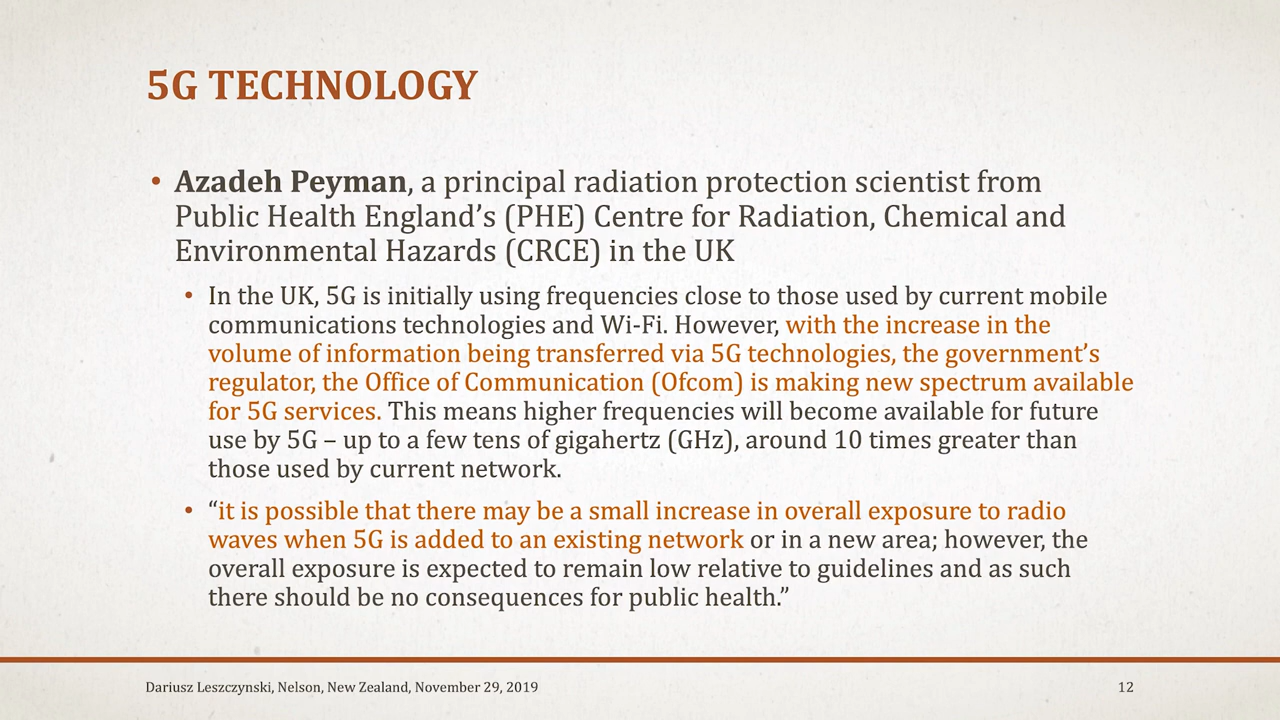 5G TECHNOLOGY
• Azadeh Peyman, a principal radiation protection scientist from
Public Health England’s (PHE) Centre for Radiation, Chemical and
Environmental Hazards (CRCE) in the UK
• In the UK, 5G is initially using frequencies close to those used by current mobile
communications technologies and Wi-Fi. However, with the increase in the
volume of information being transferred via 5G technologies, the government’s
regulator, the Office of Communication (Ofcom) is making new spectrum available
for 5G services. This means higher frequencies will become available for future
use by 5G – up to a few tens of gigahertz (GHz), around 10 times greater than
those used by current network.
• “it is possible that there may be a small increase in overall exposure to radio
waves when 5G is added to an existing network or in a new area; however, the
overall exposure is expected to remain low relative to guidelines and as such
there should be no consequences for public health.”
Dariusz Leszczynski, Nelson, New Zealand, November 29, 2019
12